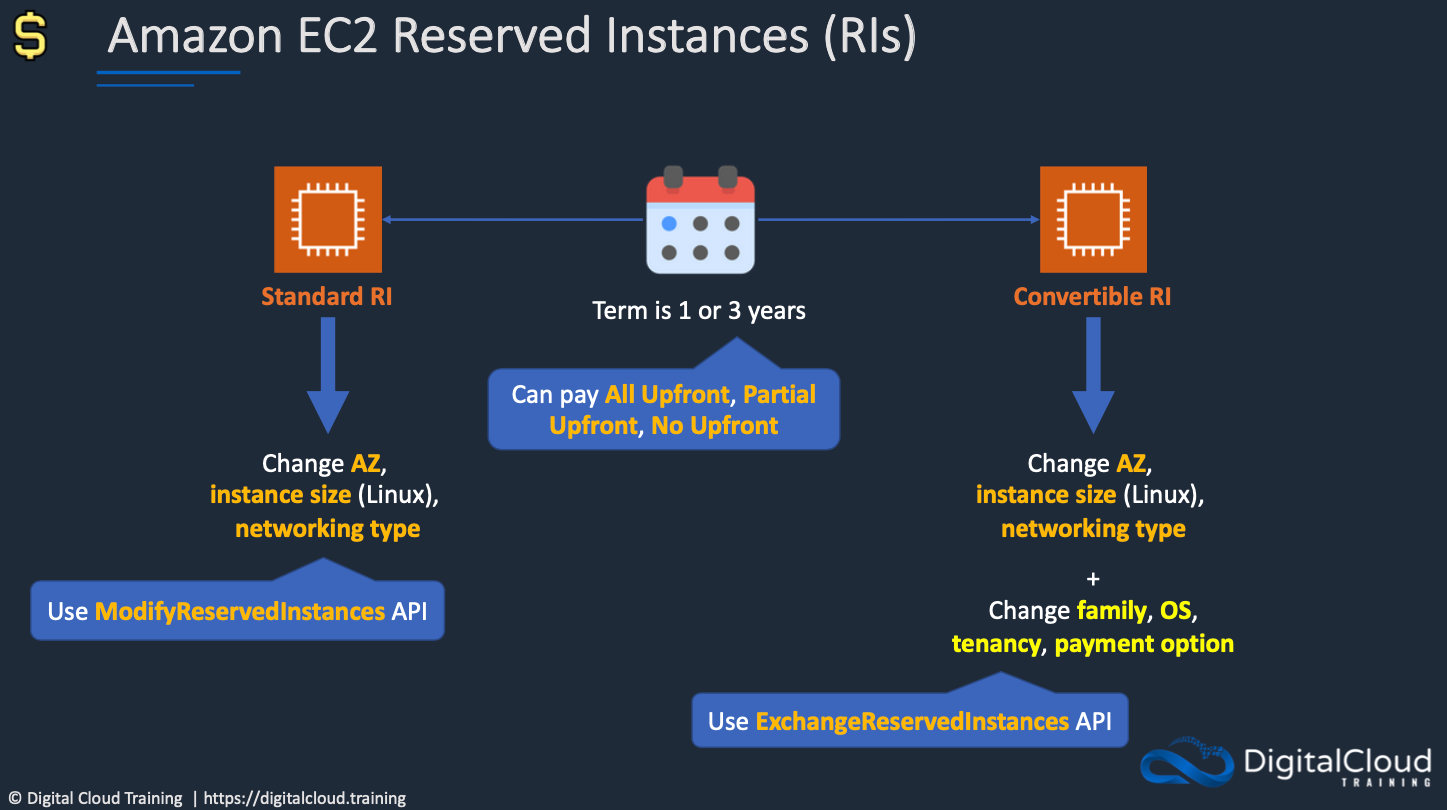 $
Amazon EC2 Reserved Instances (RIs)
Standard RI
Term is 1 or 3 years
Convertible RI
Can pay All Upfront, Partial
Upfront, No Upfront
Change AZ,
instance size (Linux),
networking type
Use ModifyReservedInstances API
Change AZ,
instance size (Linux),
networking type
+
Change family, OS,
tenancy, payment option
Use ExchangeReservedInstances API
DigitalCloud
TRAINING
© Digital Cloud Training | https://digitalcloud.training